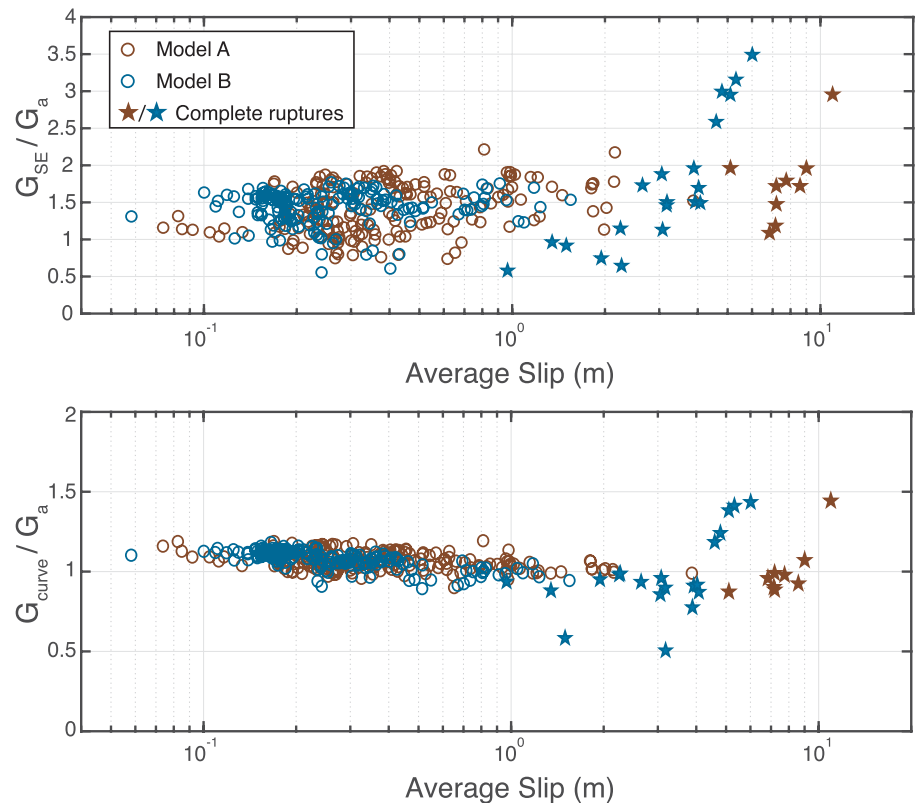 4
3.5
3
2.5
2
1.5
1
0.5
0
G_SE / G_a
Model A
Model B
/ Complete ruptures
10^-1 10^0 10^1
Average Slip (m)
2
1.5
1
0.5
0
G_curve / G_a
10^-1 10^0 10^1
Average Slip (m)